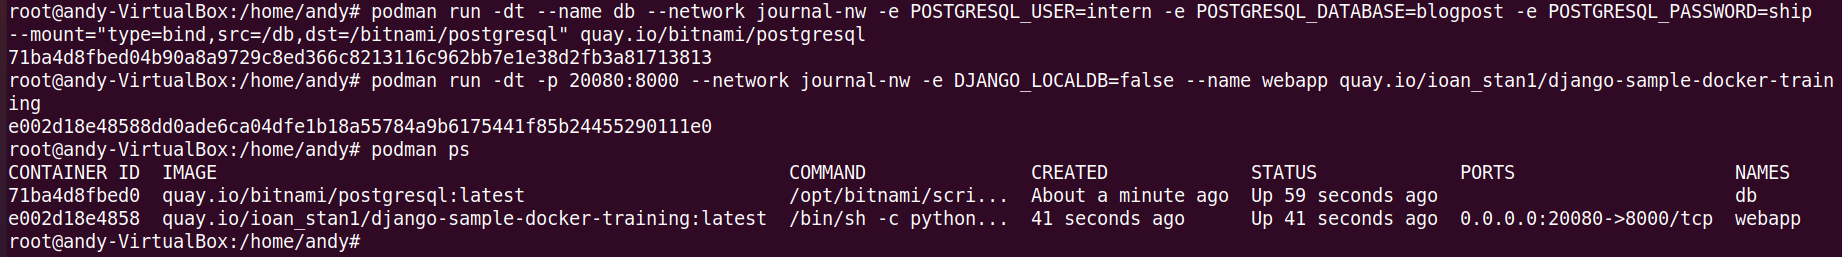 root@andy-VirtualBox:/home/andy# podman run -dt --name db --network journal-nw -e POSTGRESQL_USER=intern -e POSTGRESQL_DATABASE=blogpost -e POSTGRESQL_PASSWORD=ship
--mount="type=bind,src=/db,dst=/bitnami/postgresql" quay.io/bitnami/postgresql
71ba4d8fbed04b90a8a9729c8ed366c8213116c962bb7e1e38d2fb3a81713813
root@andy-VirtualBox:/home/andy# podman run -dt -p 20080:8000 --network journal-nw -e DJANGO_LOCALDB=false --name webapp quay.io/ioan_stan1/django-sample-docker-train
ing
e002d18e48588dd0ade6ca04dfe1b18a55784a9b6175441f85b24455290111e0
root@andy-VirtualBox:/home/andy# podman ps
CONTAINER ID  IMAGE                                                    COMMAND               CREATED             STATUS            PORTS                    NAMES
71ba4d8fbed0  quay.io/bitnami/postgresql:latest                        /opt/bitnami/scri...  About a minute ago  Up 59 seconds ago                          db
e002d18e4858  quay.io/ioan_stan1/django-sample-docker-training:latest  /bin/sh -c python...  41 seconds ago      Up 41 seconds ago  0.0.0.0:20080->8000/tcp  webapp
root@andy-VirtualBox:/home/andy#